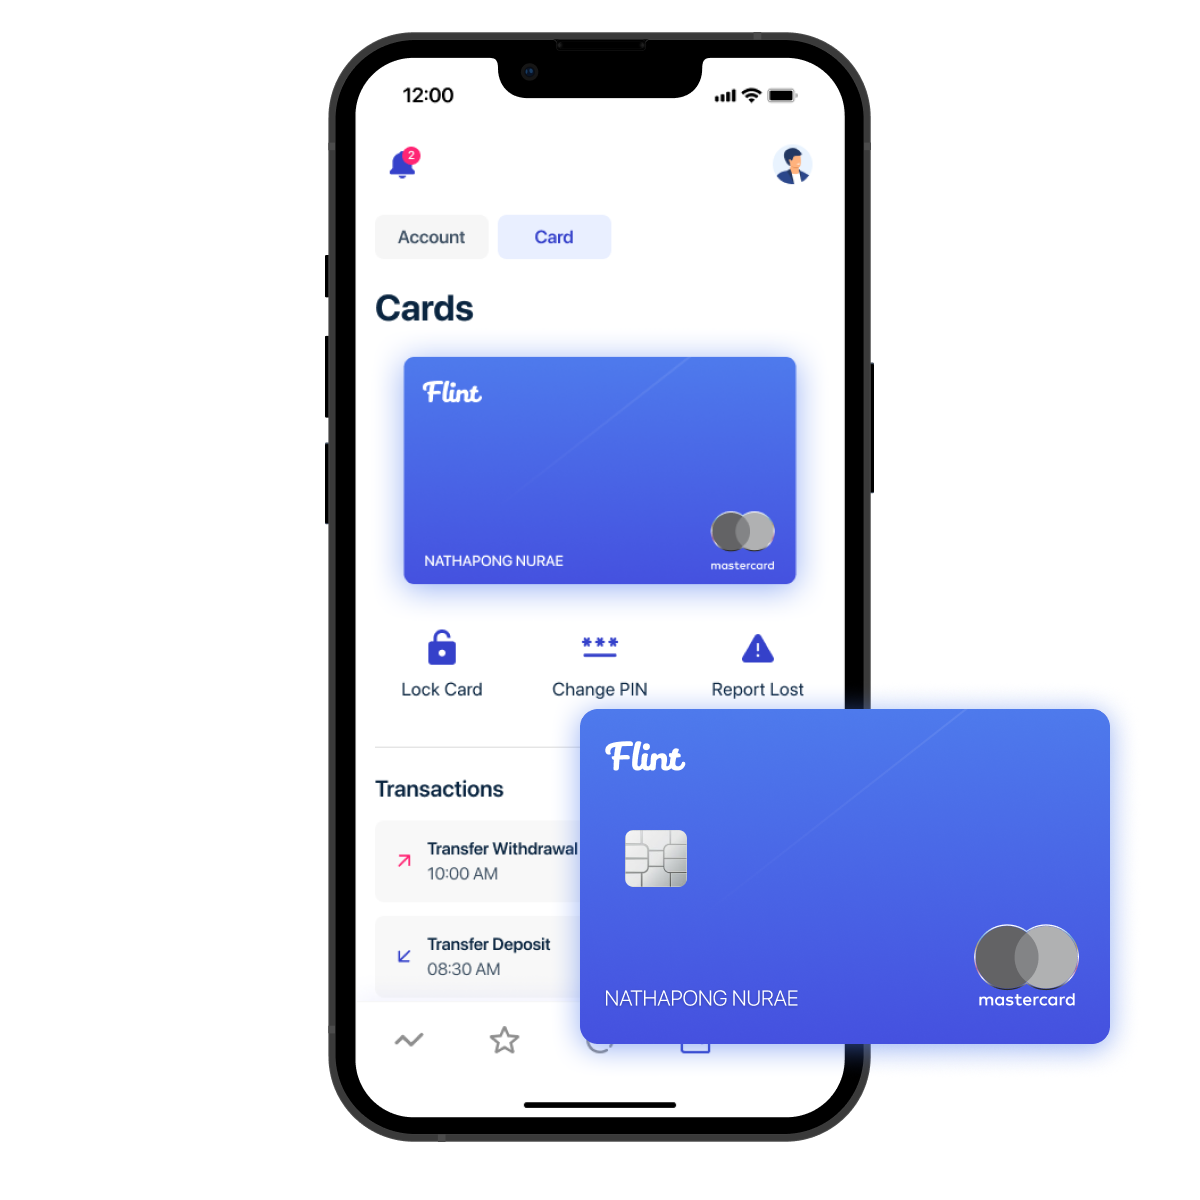 12:00
2
Account
Card
Cards
Flint
NATHAPONG NURAE
mastercard
Lock Card
***
Change PIN
Report Lost
Transactions
Transfer Withdrawal
10:00 AM
Transfer Deposit
08:30 AM
Flint
NATHAPONG NURAE
mastercard